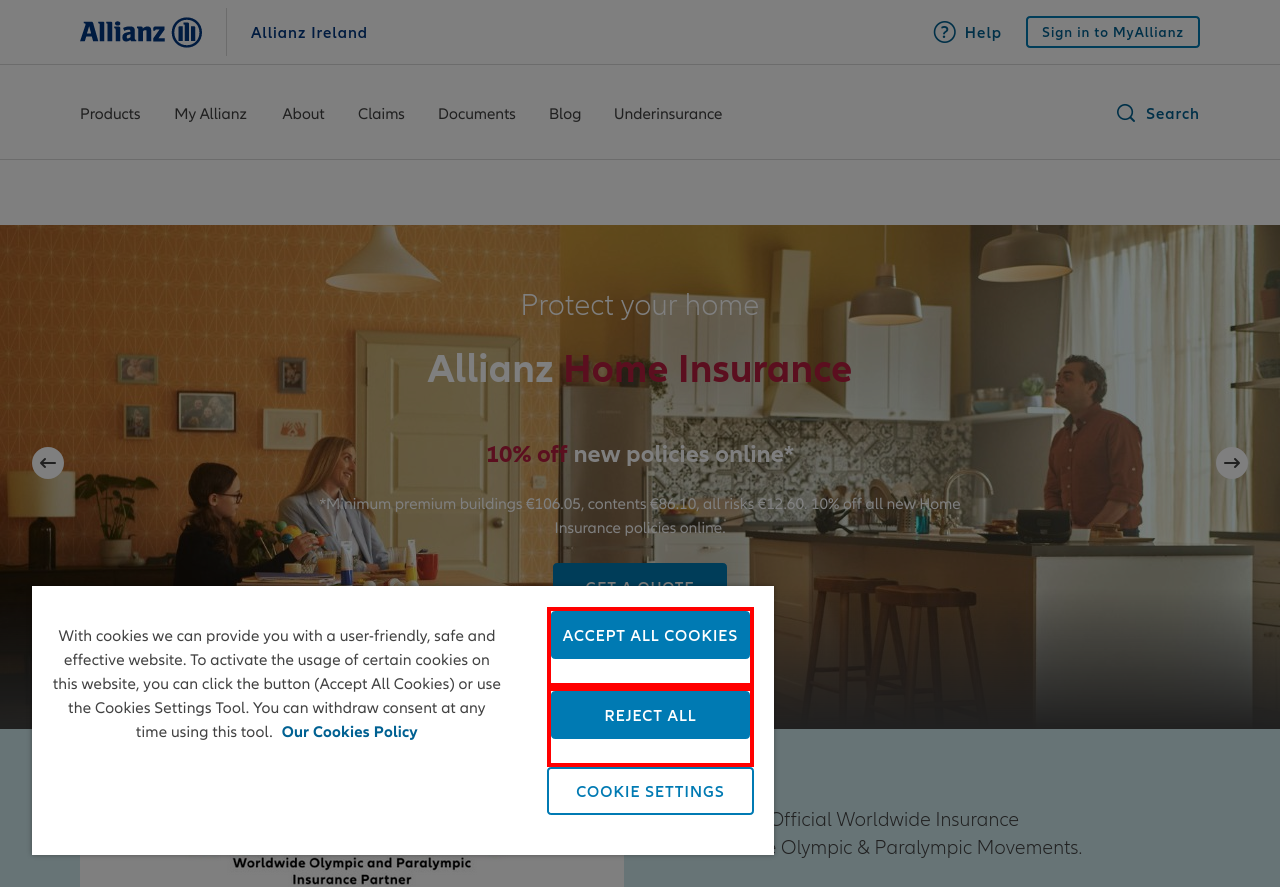 Allianz
Allianz Ireland
Help
Sign in to MyAllianz
Products
My Allianz
About
Claims
Documents
Blog
Underinsurance
Search
Protect your home
Allianz Home Insurance
10% off new policies online*
*Minimum premium buildings €106.05, contents €86.10, all risks €12.60. 10% off all new Home
Insurance policies online.
GET A QUOTE
With cookies we can provide you with a user-friendly, safe and
effective website. To activate the usage of certain cookies on
this website, you can click the button (Accept All Cookies) or use
the Cookies Settings Tool. You can withdraw consent at any
time using this tool. Our Cookies Policy
ACCEPT ALL COOKIES
REJECT ALL
COOKIE SETTINGS
Official Worldwide Insurance
Olympic & Paralympic Movements.
Worldwide Olympic and Paralympic
Insurance Partner